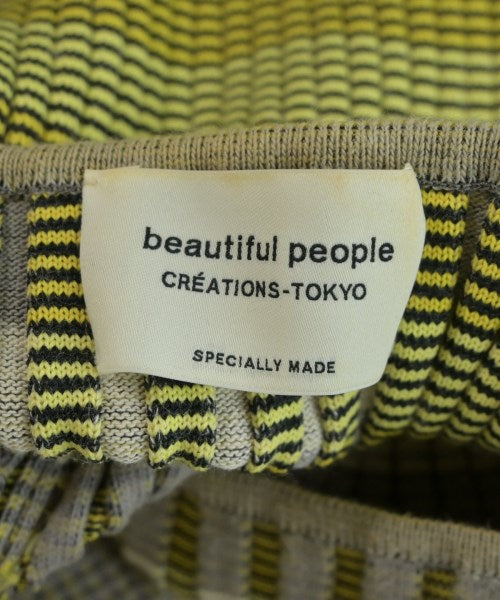 beautiful people
CRÉATIONS-TOKYO
SPECIALLY MADE